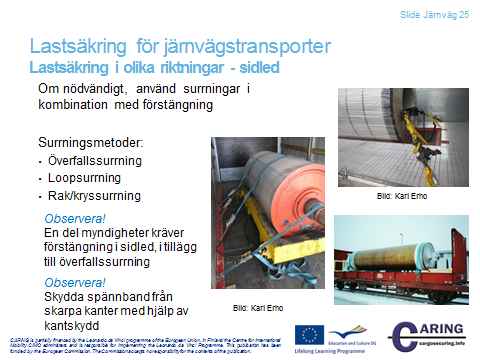 Slide Järnväg 25
Lastsäkring för järnvägstransporter
Lastsäkring i olika riktningar - sidled
Om nödvändigt, använd surrningar i
kombination med förstängning
Surrningsmetoder:
- Överfallssurrning
- Loopsurrning
- Rak/kryssurrning
Observera!
En del myndigheter kräver
förstängning i sidled, i tillägg
till överfallssurrning
Observera!
Skydda spännband från
skarpa kanter med hjälp av
kantskydd
Bild: Karl Erho
Bild: Karl Erho
CARING is partially financed by the Leonardo da Vinci programme of the European Union. In Finland the Centre for International
Mobility CIMO administers and is responsible for implementing the Leonardo da Vinci Programme. This publication has been
funded by the European Commission. The Commission accepts no responsibility for the contents of the publication.
Education and Culture DG
Lifelong Learning Programme
CARING
cargosecuring.info